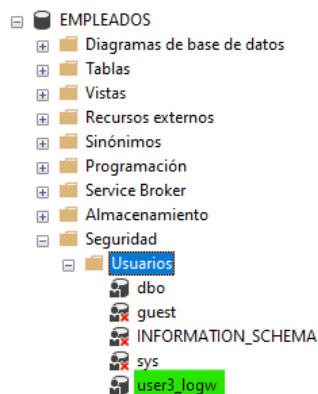 EMPLEADOS
Diagramas de base de datos
Tablas
Vistas
Recursos externos
Sinónimos
Programación
Service Broker
Almacenamiento
Seguridad
Usuarios
dbo
guest
INFORMATION_SCHEMA
sys
user3_logw